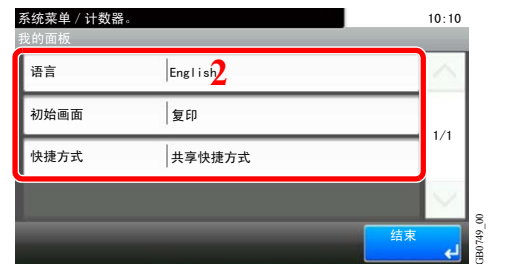 系统菜单 / 计数器。 10:10
我的面板
语言 English 2
初始画面 复印
1/1
快捷方式 共享快捷方式
结束
GB0749_00